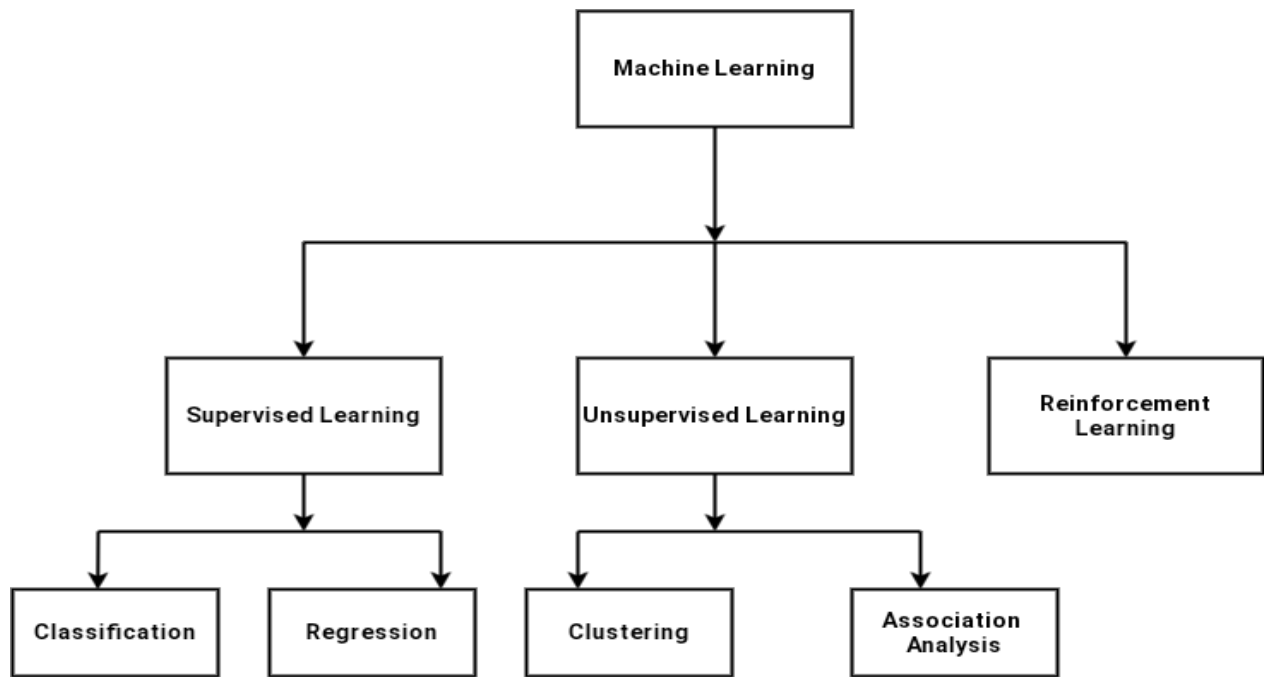 Machine Learning
Supervised Learning
Unsupervised Learning
Reinforcement
Learning
Classification
Regression
Clustering
Association
Analysis